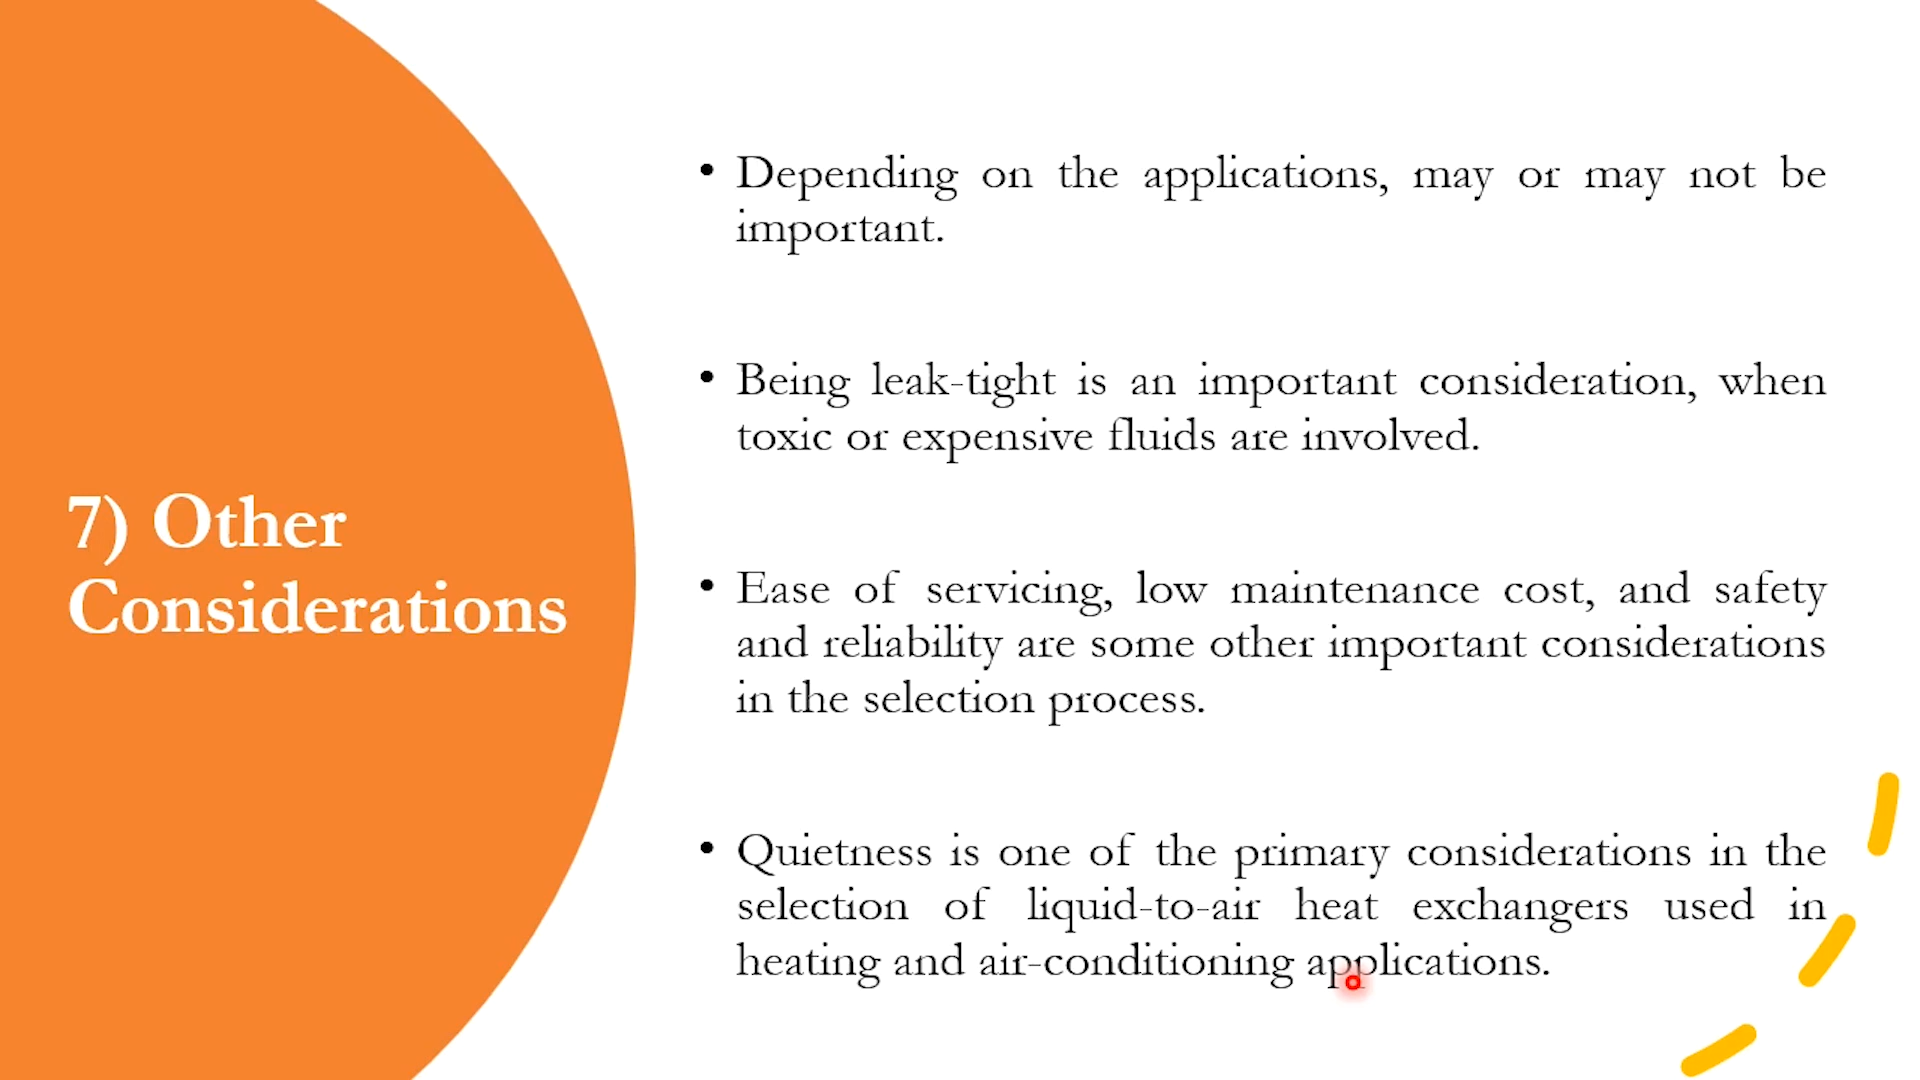 7) Other
Considerations
• Depending on the applications, may or may not be
important.
• Being leak-tight is an important consideration, when
toxic or expensive fluids are involved.
• Ease of servicing, low maintenance cost, and safety
and reliability are some other important considerations
in the selection process.
• Quietness is one of the primary considerations in the
selection of liquid-to-air heat exchangers used in
heating and air-conditioning applications.